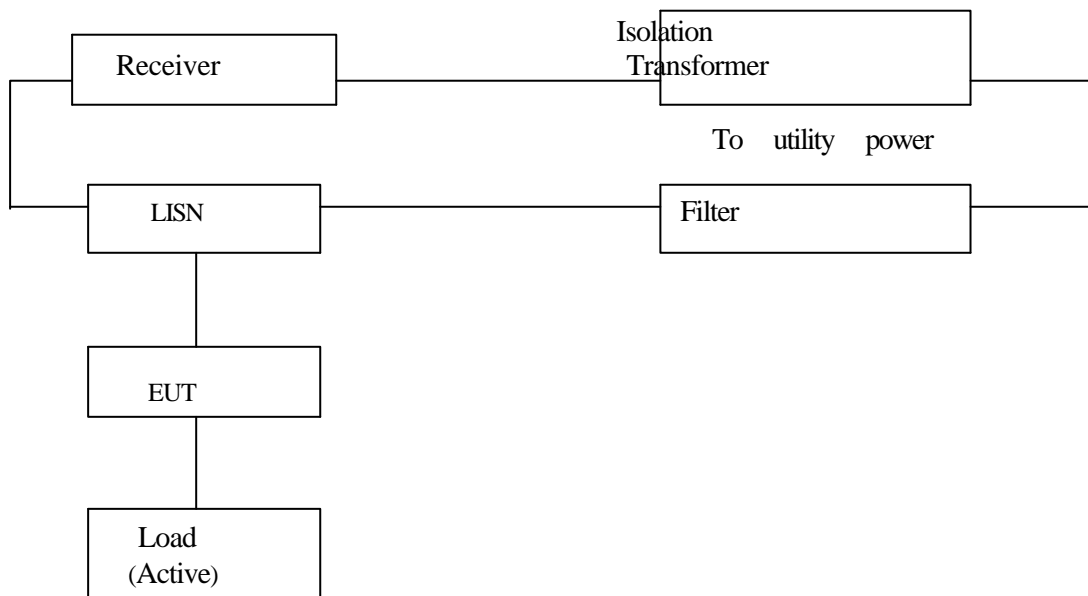 Receiver
Isolation
Transformer
To utility power
LISN
Filter
EUT
Load
(Active)